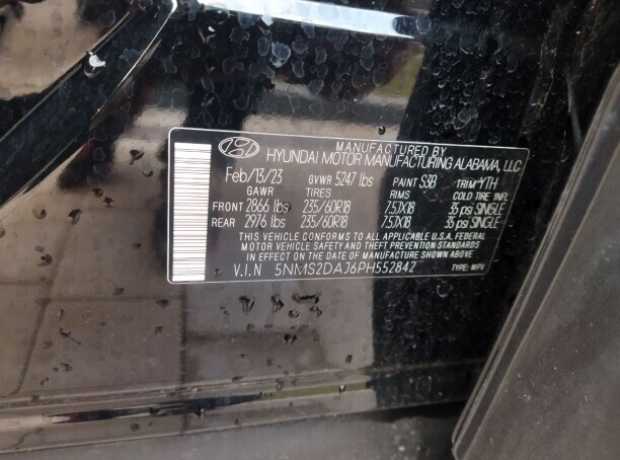 MANUFACTURED BY
HYUNDAI MOTOR MANUFACTURING ALABAMA, LLC
Feb/13/23 GVWR 5247 lbs PAINT S3B TRIM YTH
GAWR TIRES RIMS COLD TIRE INFL
FRONT 2866 lbs 235/60R18 7.5JX18 35 psi SINGLE
REAR 2976 lbs 235/60R18 7.5JX18 35 psi SINGLE
THIS VEHICLE CONFORMS TO ALL APPLICABLE U.S.A. FEDERAL
MOTOR VEHICLE SAFETY AND THEFT PREVENTION STANDARDS
IN EFFECT ON THE DATE OF MANUFACTURE SHOWN ABOVE.
V.I.N 5NMS2DAJ6PH552842 TYPE: MPV